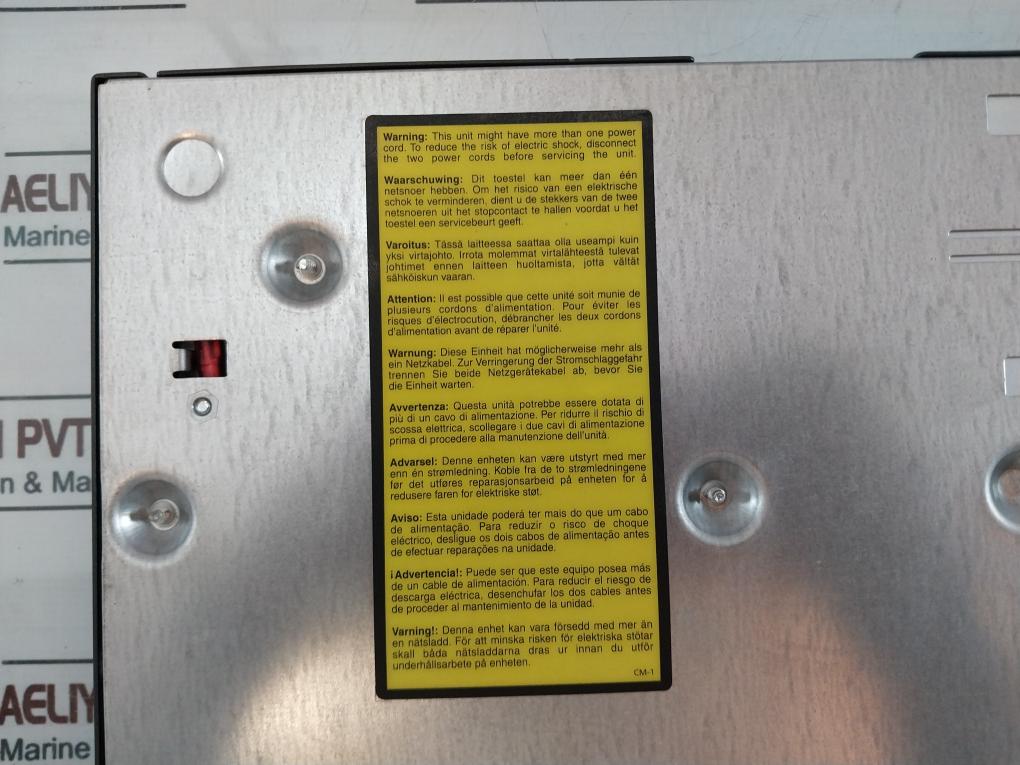 Warning: This unit might have more than one power
cord. To reduce the risk of electric shock, disconnect
the two power cords before servicing the unit.
Waarschuwing: Dit toestel kan meer dan één
netsnoer hebben. Om het risico van een elektrische
schok te verminderen, dient u de stekkers van de twee
netsnoeren uit het stopcontact te hallen voordat u het
toestel een servicebeurt geeft.
Varoitus: Tässä laitteessa saattaa olla useampi kuin
yksi virtajohto. Irrota molemmat virtalähteestä tulevat
johtimet ennen laitteen huoltamista, jotta vältät
sähköiskun vaaran.
Attention: Il est possible que cette unité soit munie de
plusieurs cordons d'alimentation. Pour éviter les
risques d'électrocution, débrancher les deux cordons
d'alimentation avant de réparer l'unité.
Warnung: Diese Einheit hat möglicherweise mehr als
ein Netzkabel. Zur Verringerung der Stromschlaggefahr
trennen Sie beide Netzgerätekabel ab, bevor Sie
die Einheit warten.
Avvertenza: Questa unità potrebbe essere dotata di
più di un cavo di alimentazione. Per ridurre il rischio di
scossa elettrica, scollegare i due cavi di alimentazione
prima di procedere alla manutenzione dell'unità.
Advarsel: Denne enheten kan være utstyrt med mer
enn én strømledning. Koble fra de to strømledningene
før det utføres reparasjonsarbeid på enheten for å
redusere faren for elektriske støt.
Aviso: Esta unidade poderá ter mais do que um cabo
de alimentação. Para reduzir o risco de choque
eléctrico, desligue os dois cabos de alimentação antes
de efectuar reparações na unidade.
¡Advertencia!: Puede ser que este equipo posea más
de un cable de alimentación. Para reducir el riesgo de
descarga eléctrica, desenchufar los dos cables antes
de proceder al mantenimiento de la unidad.
Varning!: Denna enhet kan vara försedd med mer än
en nätsladd. För att minska risken för elektriska stötar
skall båda nätsladdarna dras ur innan du utför
underhållsarbete på enheten.
CM-1
AELIY
Marine
PVT
n & Ma
AELIY
Marine